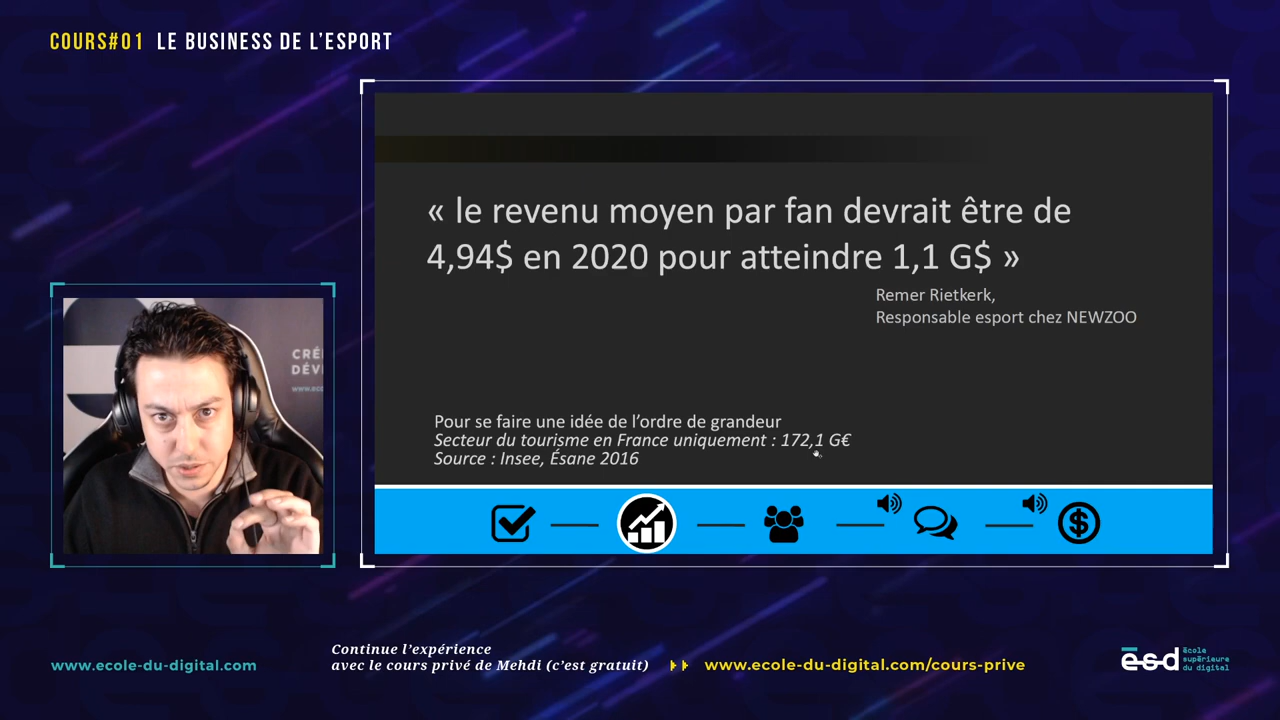 COURS#01 LE BUSINESS DE L'ESPORT
« le revenu moyen par fan devrait être de
4,94$ en 2020 pour atteindre 1,1 G$ »
Remer Rietkerk,
Responsable esport chez NEWZOO
CRÉ
DÉV
Pour se faire une idée de l'ordre de grandeur
Secteur du tourisme en France uniquement : 172,1 G€
Source : Insee, Ésane 2016
Continue l'expérience
avec le cours privé de Mehdi (c'est gratuit)
www.ecole-du-digital.com
www.ecole-du-digital.com/cours-prive
ēsd
école
supérieure
du digital